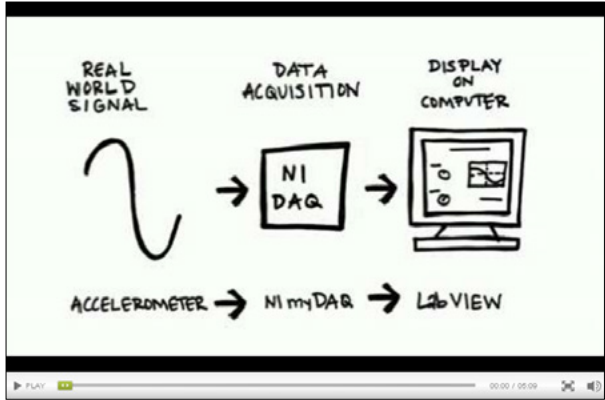 REAL
WORLD
SIGNAL
DATA
ACQUISITION
DISPLAY
ON
COMPUTER
NI
DAQ
ACCELEROMETER → NI myDAQ → LabVIEW
PLAY 00:00 / 05:09